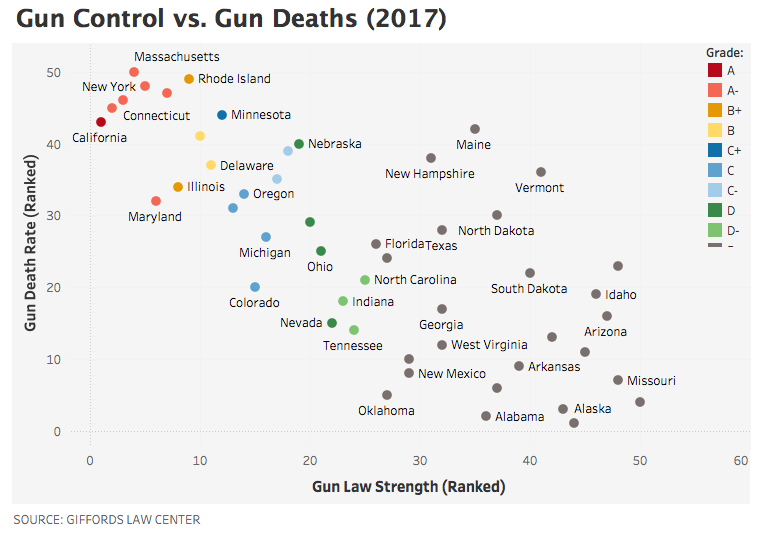 Gun Control vs. Gun Deaths (2017)
Grade:
A
A-
B+
B
C+
C
C-
D
D-
Massachusetts
50
Rhode Island
New York
Connecticut
Minnesota
California
40
Nebraska
Maine
New Hampshire
Delaware
Vermont
Illinois
Oregon
Maryland
30
North Dakota
Florida
Texas
Michigan
Ohio
North Carolina
South Dakota
20
Colorado
Indiana
Idaho
Georgia
Nevada
Arizona
Tennessee
West Virginia
10
Arkansas
New Mexico
Missouri
Oklahoma
Alabama
Alaska
0
Gun Death Rate (Ranked)
0 10 20 30 40 50 60
Gun Law Strength (Ranked)
SOURCE: GIFFORDS LAW CENTER